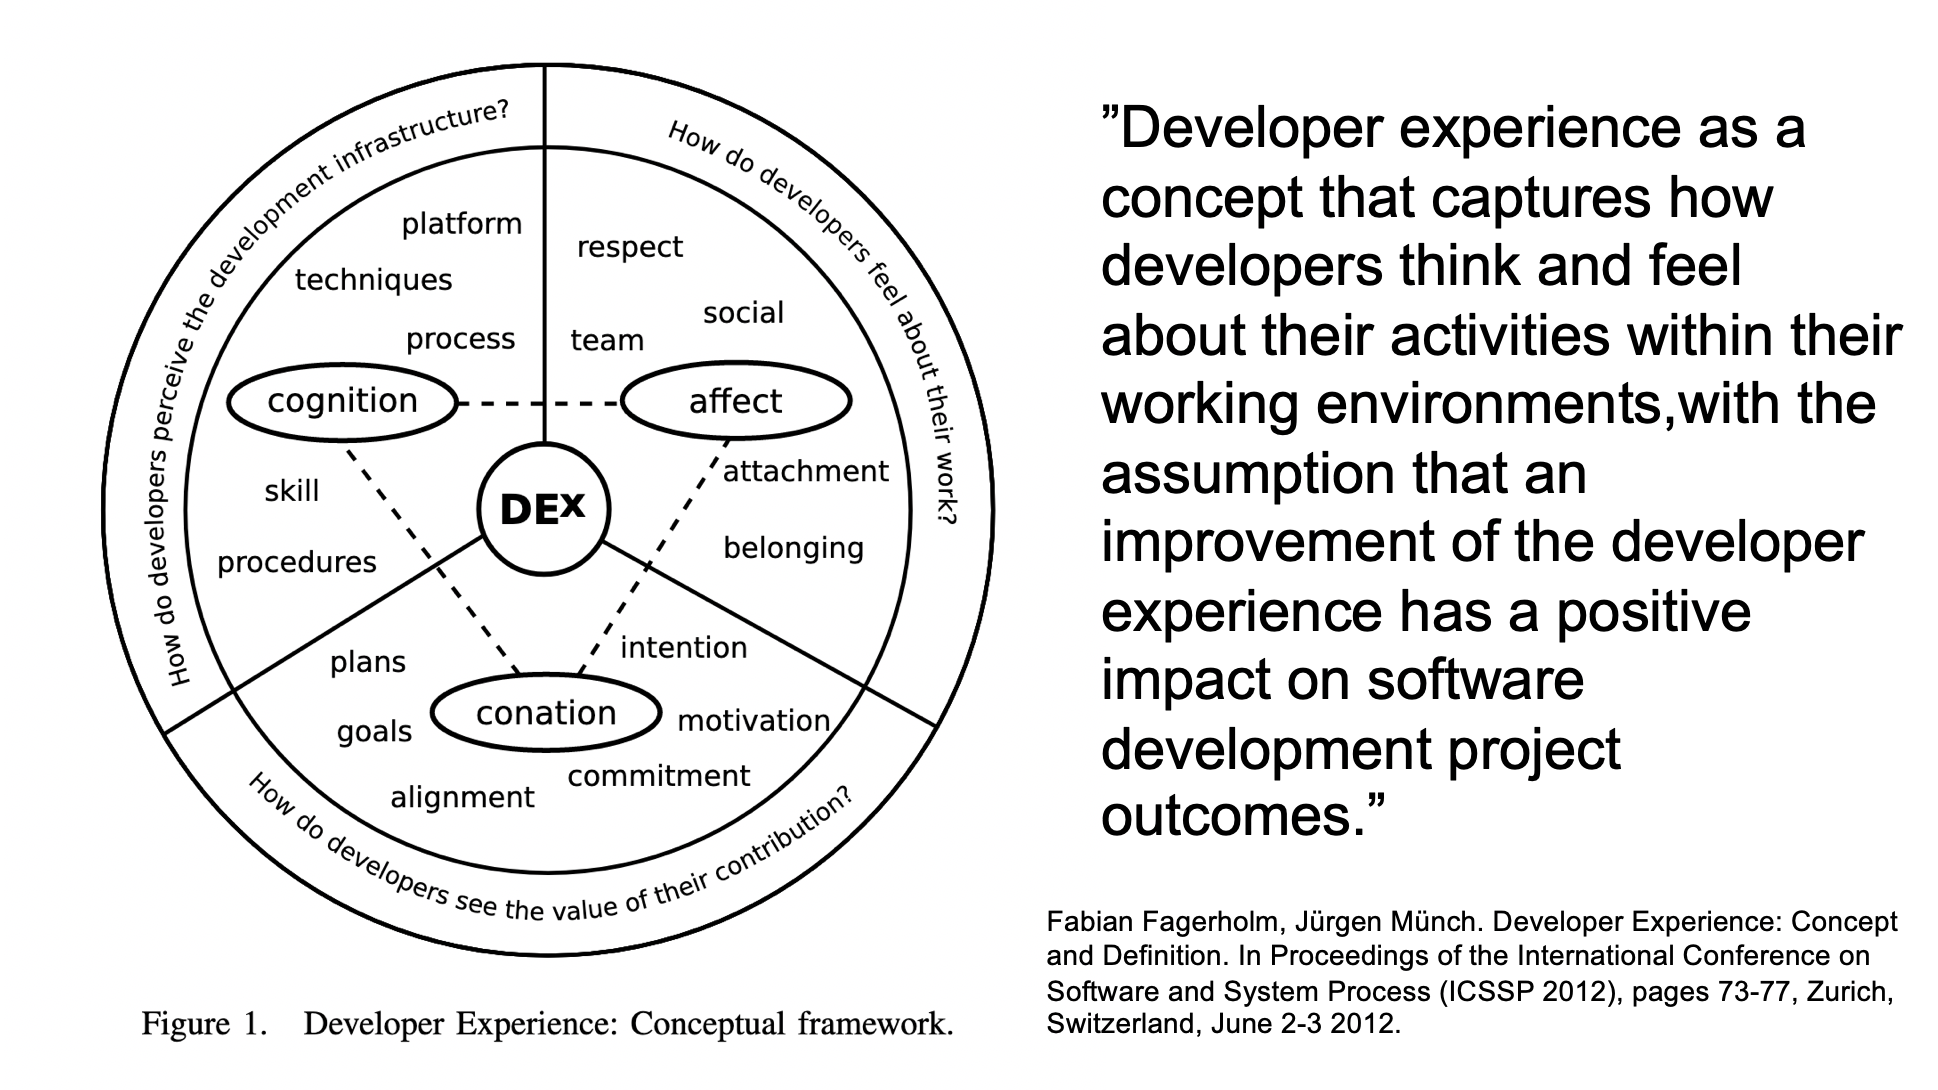 How do developers perceive the development infrastructure?
How do developers feel about their work?
platform
respect
techniques
social
process
team
cognition
affect
attachment
skill
DEX
belonging
procedures
intention
plans
conation
motivation
goals
commitment
alignment
How do developers see the value of their contribution?
Figure 1. Developer Experience: Conceptual framework.
”Developer experience as a
concept that captures how
developers think and feel
about their activities within their
working environments,with the
assumption that an
improvement of the developer
experience has a positive
impact on software
development project
outcomes.”
Fabian Fagerholm, Jürgen Münch. Developer Experience: Concept
and Definition. In Proceedings of the International Conference on
Software and System Process (ICSSP 2012), pages 73-77, Zurich,
Switzerland, June 2-3 2012.